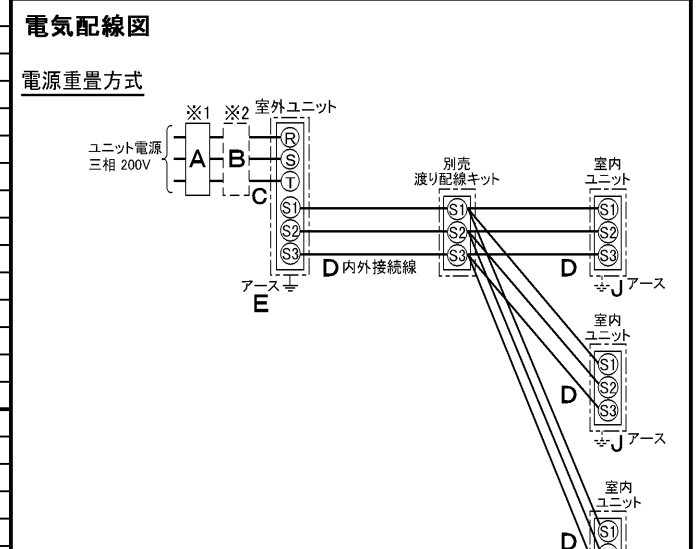 電気配線図
電源重畳方式
※1 ※2 室外ユニット
ユニット電源
三相 200V
A B
C
R
S
T
S1
S2
S3
アース
E
D 内外接続線
別売
渡り配線キット
S1
S2
S3
室内
ユニット
S1
S2
S3
D
J アース
室内
ユニット
S1
S2
S3
D
J アース
室内
ユニット
S1
D